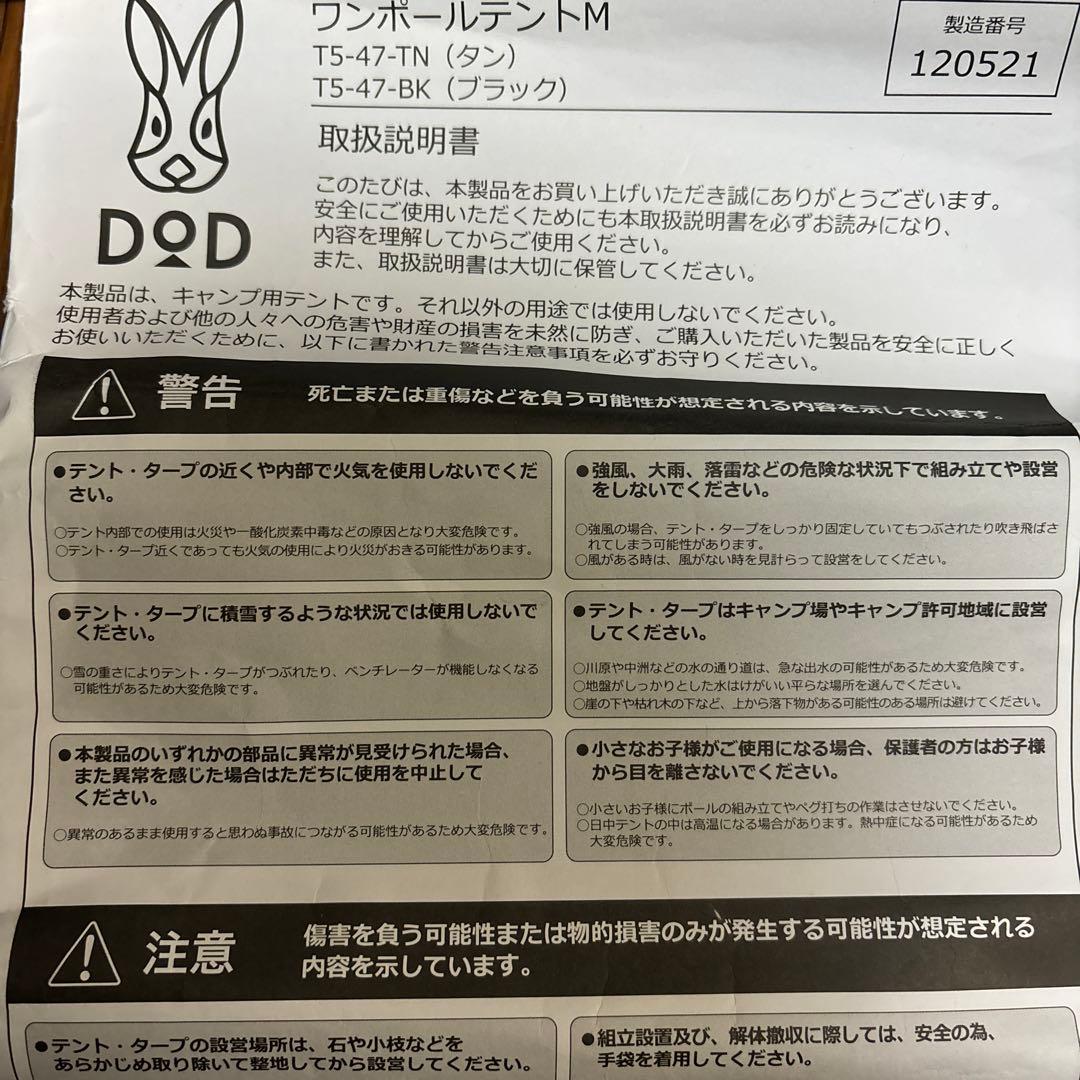 ワンポールテントM
T5-47-TN（タン）
T5-47-BK（ブラック）
製造番号
120521
取扱説明書
DOD
このたびは、本製品をお買い上げいただき誠にありがとうございます。
安全にご使用いただくためにも本取扱説明書を必ずお読みになり、
内容を理解してからご使用ください。
また、取扱説明書は大切に保管してください。
本製品は、キャンプ用テントです。それ以外の用途では使用しないでください。
使用者および他の人々への危害や財産の損害を未然に防ぎ、ご購入いただいた製品を安全に正しく
お使いいただくために、以下に書かれた警告注意事項を必ずお守りください。
警告
死亡または重傷などを負う可能性が想定される内容を示しています。
●テント・タープの近くや内部で火気を使用しないでくだ
さい。
○テント内部での使用は火災や一酸化炭素中毒などの原因となり大変危険です。
○テント・タープ近くであっても火気の使用により火災がおきる可能性があります。
●強風、大雨、落雷などの危険な状況下で組み立てや設営
をしないでください。
○強風の場合、テント・タープをしっかり固定していてもつぶされたり吹き飛ばさ
れてしまう可能性があります。
○風がある時は、風がない時を見計らって設営をしてください。
●テント・タープに積雪するような状況では使用しないで
ください。
○雪の重さによりテント・タープがつぶれたり、ベンチレーターが機能しなくなる
可能性があるため大変危険です。
●テント・タープはキャンプ場やキャンプ許可地域に設営
してください。
○川原や中洲などの水の通り道は、急な出水の可能性があるため大変危険です。
○地盤がしっかりとした水はけがいい平らな場所を選んでください。
○崖の下や枯れ木の下など、上から落下物がある可能性のある場所は避けてください。
●本製品のいずれかの部品に異常が見受けられた場合、
また異常を感じた場合はただちに使用を中止して
ください。
○異常のあるまま使用すると思わぬ事故につながる可能性があるため大変危険です。
●小さなお子様がご使用になる場合、保護者の方はお子様
から目を離さないでください。
○小さいお子様にポールの組み立てやペグ打ちの作業はさせないでください。
○日中テントの中は高温になる場合があります。熱中症になる可能性があるため
大変危険です。
注意
傷害を負う可能性または物的損害のみが発生する可能性が想定される
内容を示しています。
●テント・タープの設営場所は、石や小枝などを
あらかじめ取り除いて整地してから設営してください。
●組立設置及び、解体撤収に際しては、安全の為、
手袋を着用してください。